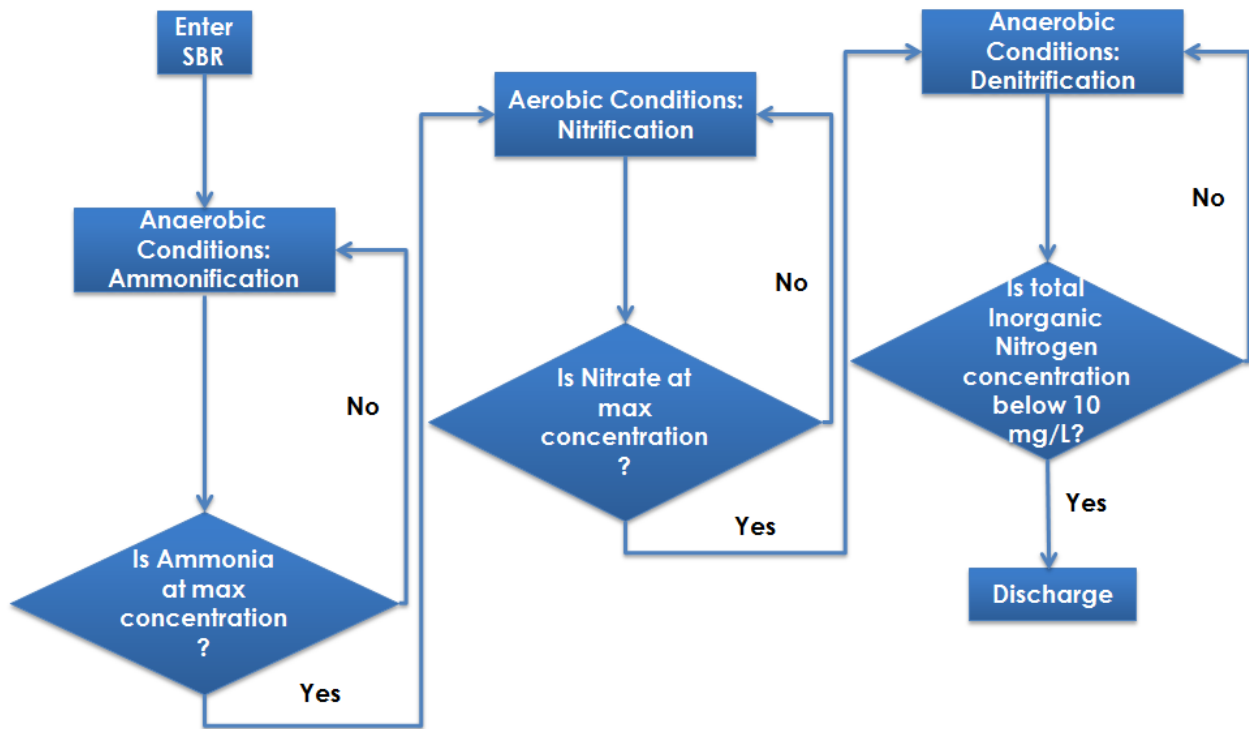 Enter
SBR
Anaerobic
Conditions:
Ammonification
No
Is Ammonia
at max
concentration
?
Yes
Aerobic Conditions:
Nitrification
No
Is Nitrate at
max
concentration
?
Yes
Anaerobic
Conditions:
Denitrification
No
Is total
Inorganic
Nitrogen
concentration
below 10
mg/L?
Yes
Discharge